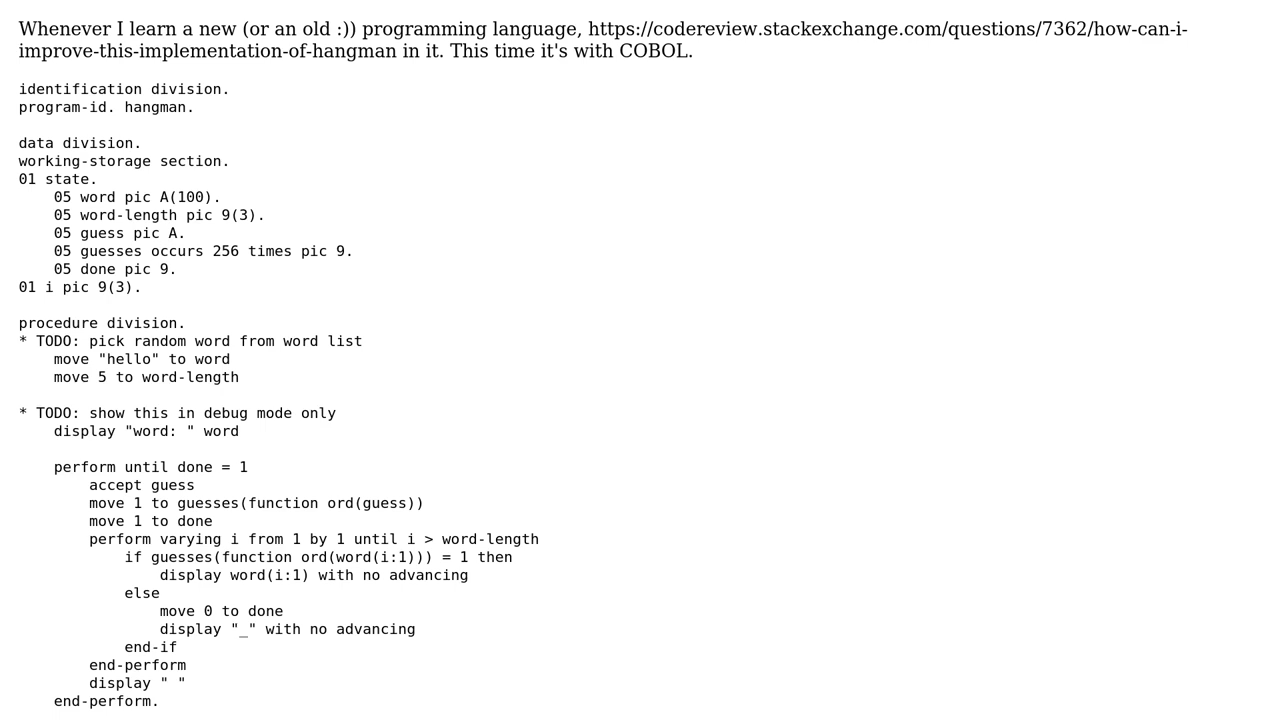 Whenever I learn a new (or an old :)) programming language, https://codereview.stackexchange.com/questions/7362/how-can-i-
improve-this-implementation-of-hangman in it. This time it's with COBOL.
identification division.
program-id. hangman.
data division.
working-storage section.
01 state.
    05 word pic A(100).
    05 word-length pic 9(3).
    05 guess pic A.
    05 guesses occurs 256 times pic 9.
    05 done pic 9.
01 i pic 9(3).
procedure division.
* TODO: pick random word from word list
    move "hello" to word
    move 5 to word-length
* TODO: show this in debug mode only
    display "word: " word
    perform until done = 1
        accept guess
        move 1 to guesses(function ord(guess))
        move 1 to done
        perform varying i from 1 by 1 until i > word-length
            if guesses(function ord(word(i:1))) = 1 then
                display word(i:1) with no advancing
            else
                move 0 to done
                display "_" with no advancing
            end-if
        end-perform
        display " "
    end-perform.